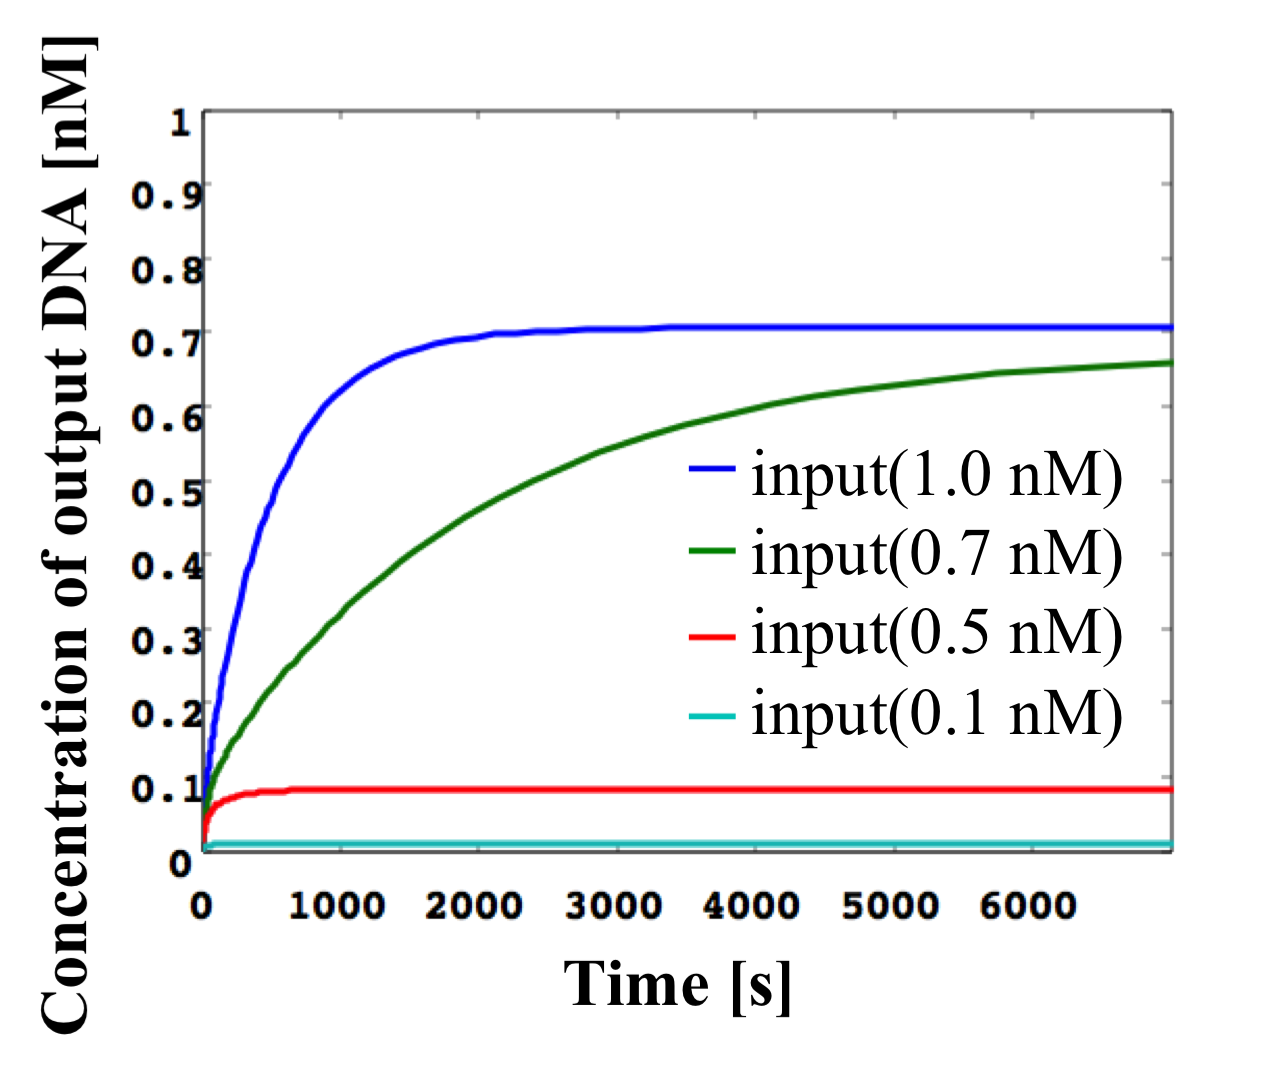 Concentration of output DNA [nM]
1
0.9
0.8
0.7
0.6
0.5
0.4
0.3
0.2
0.1
0
input(1.0 nM)
input(0.7 nM)
input(0.5 nM)
input(0.1 nM)
0 1000 2000 3000 4000 5000 6000
Time [s]